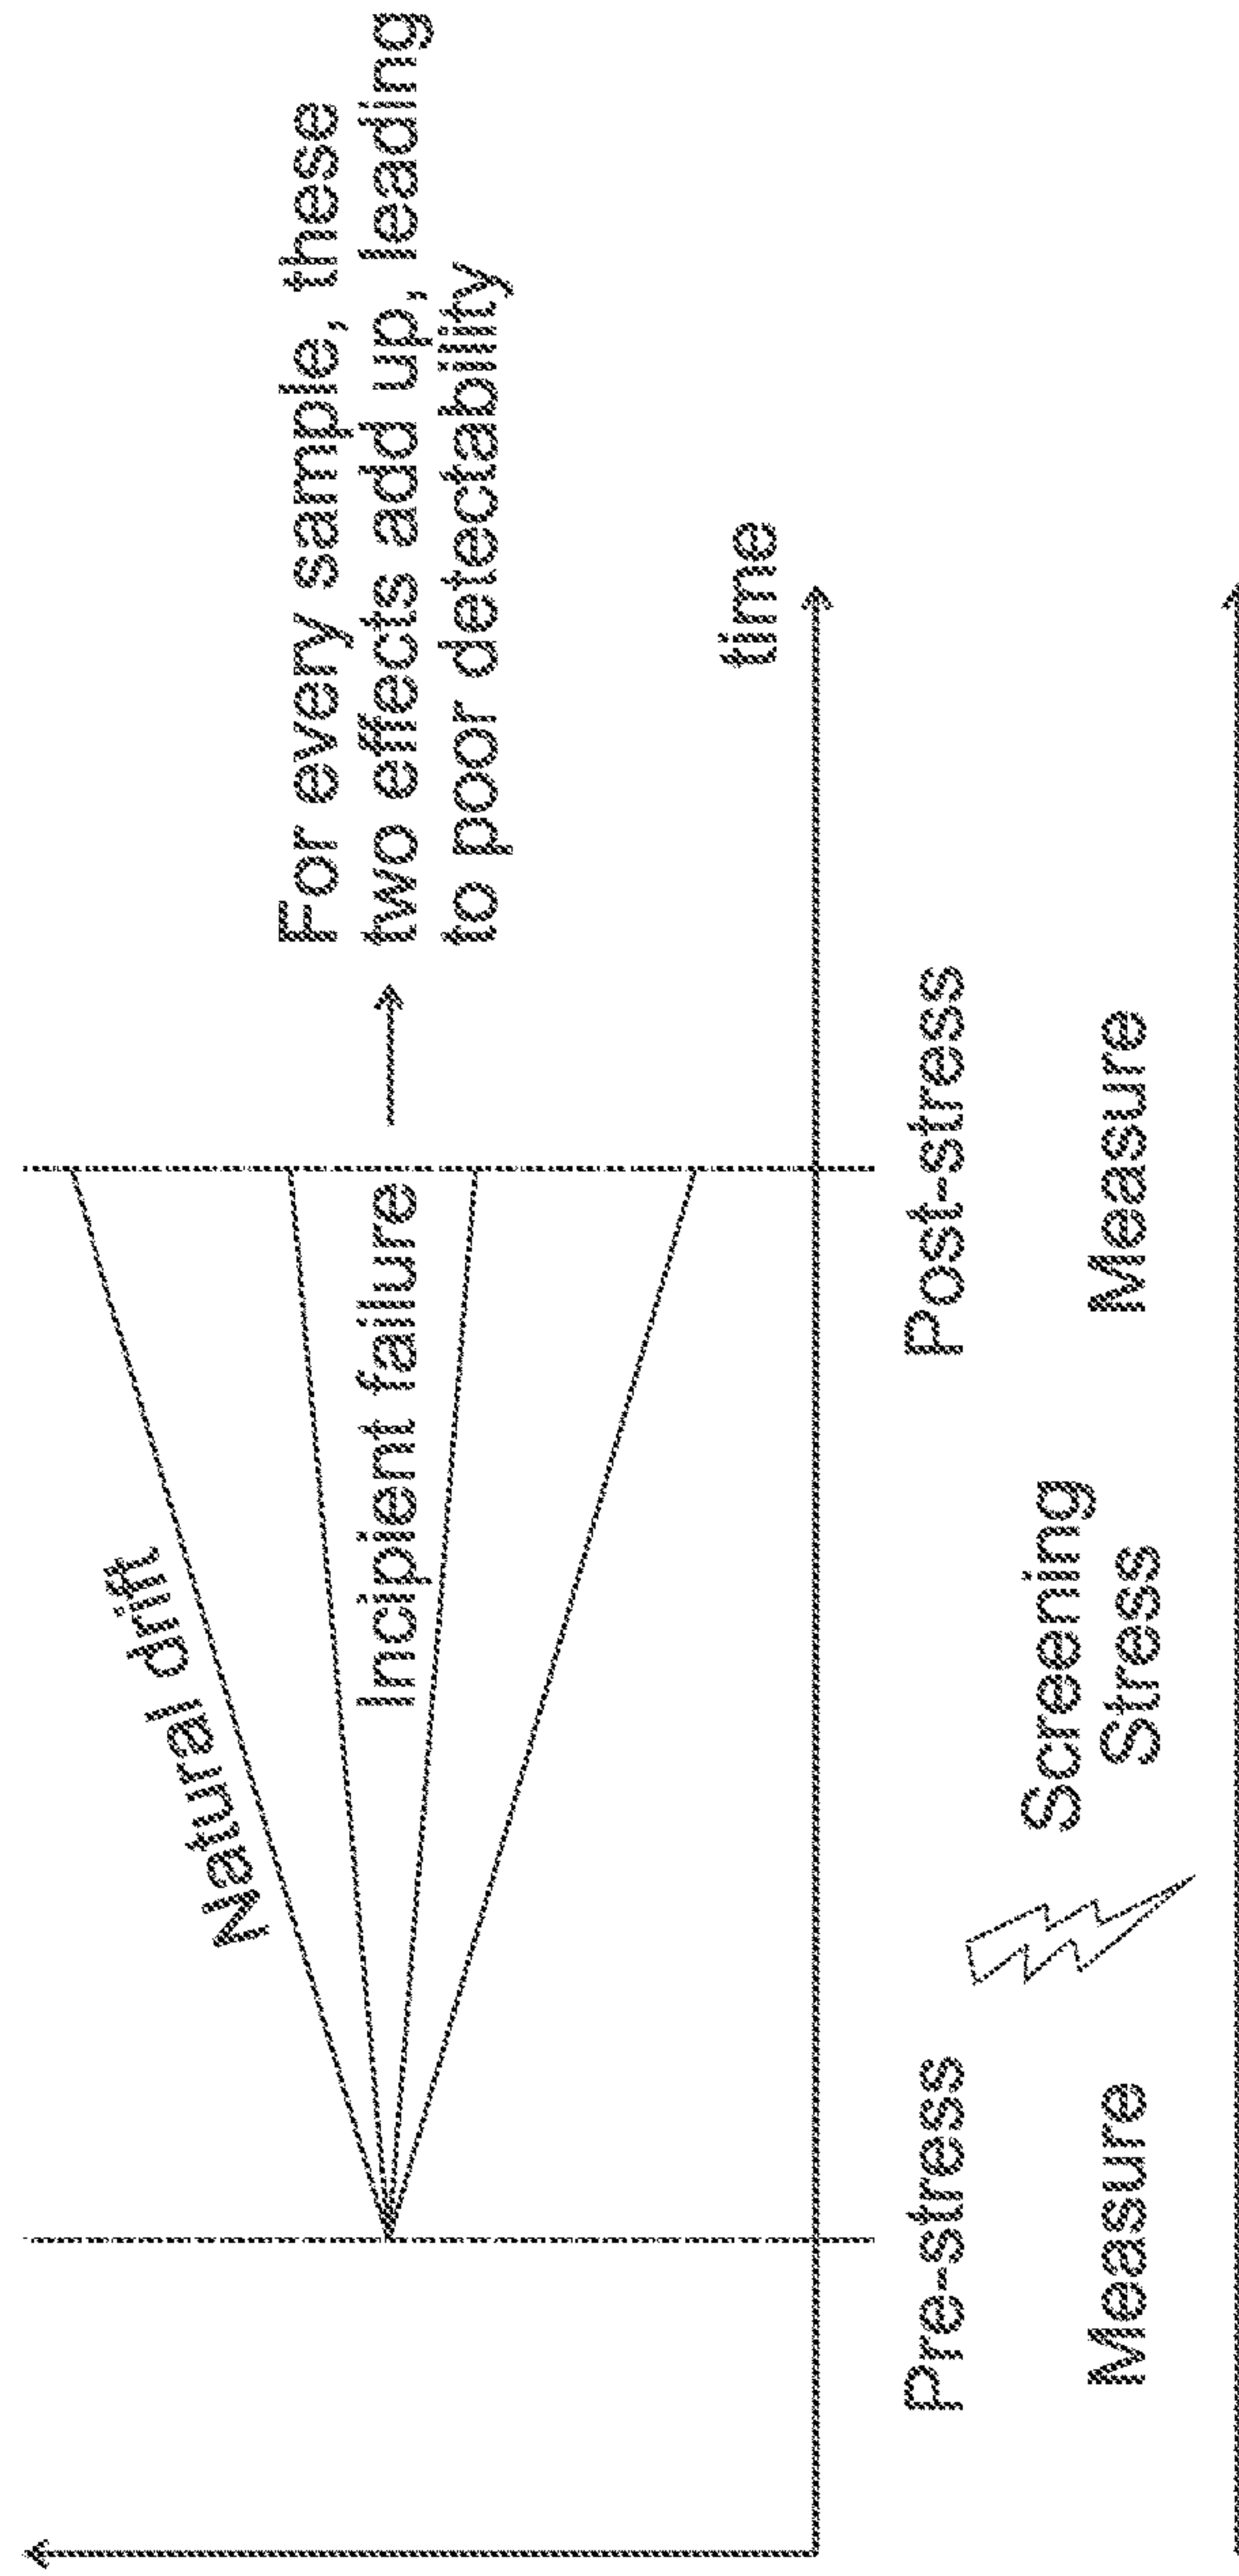 Natural drift
Incipient failure
For every sample, these
two effects add up, leading
to poor detectability
time
Pre-stress
Measure
Screening
Stress
Post-stress
Measure